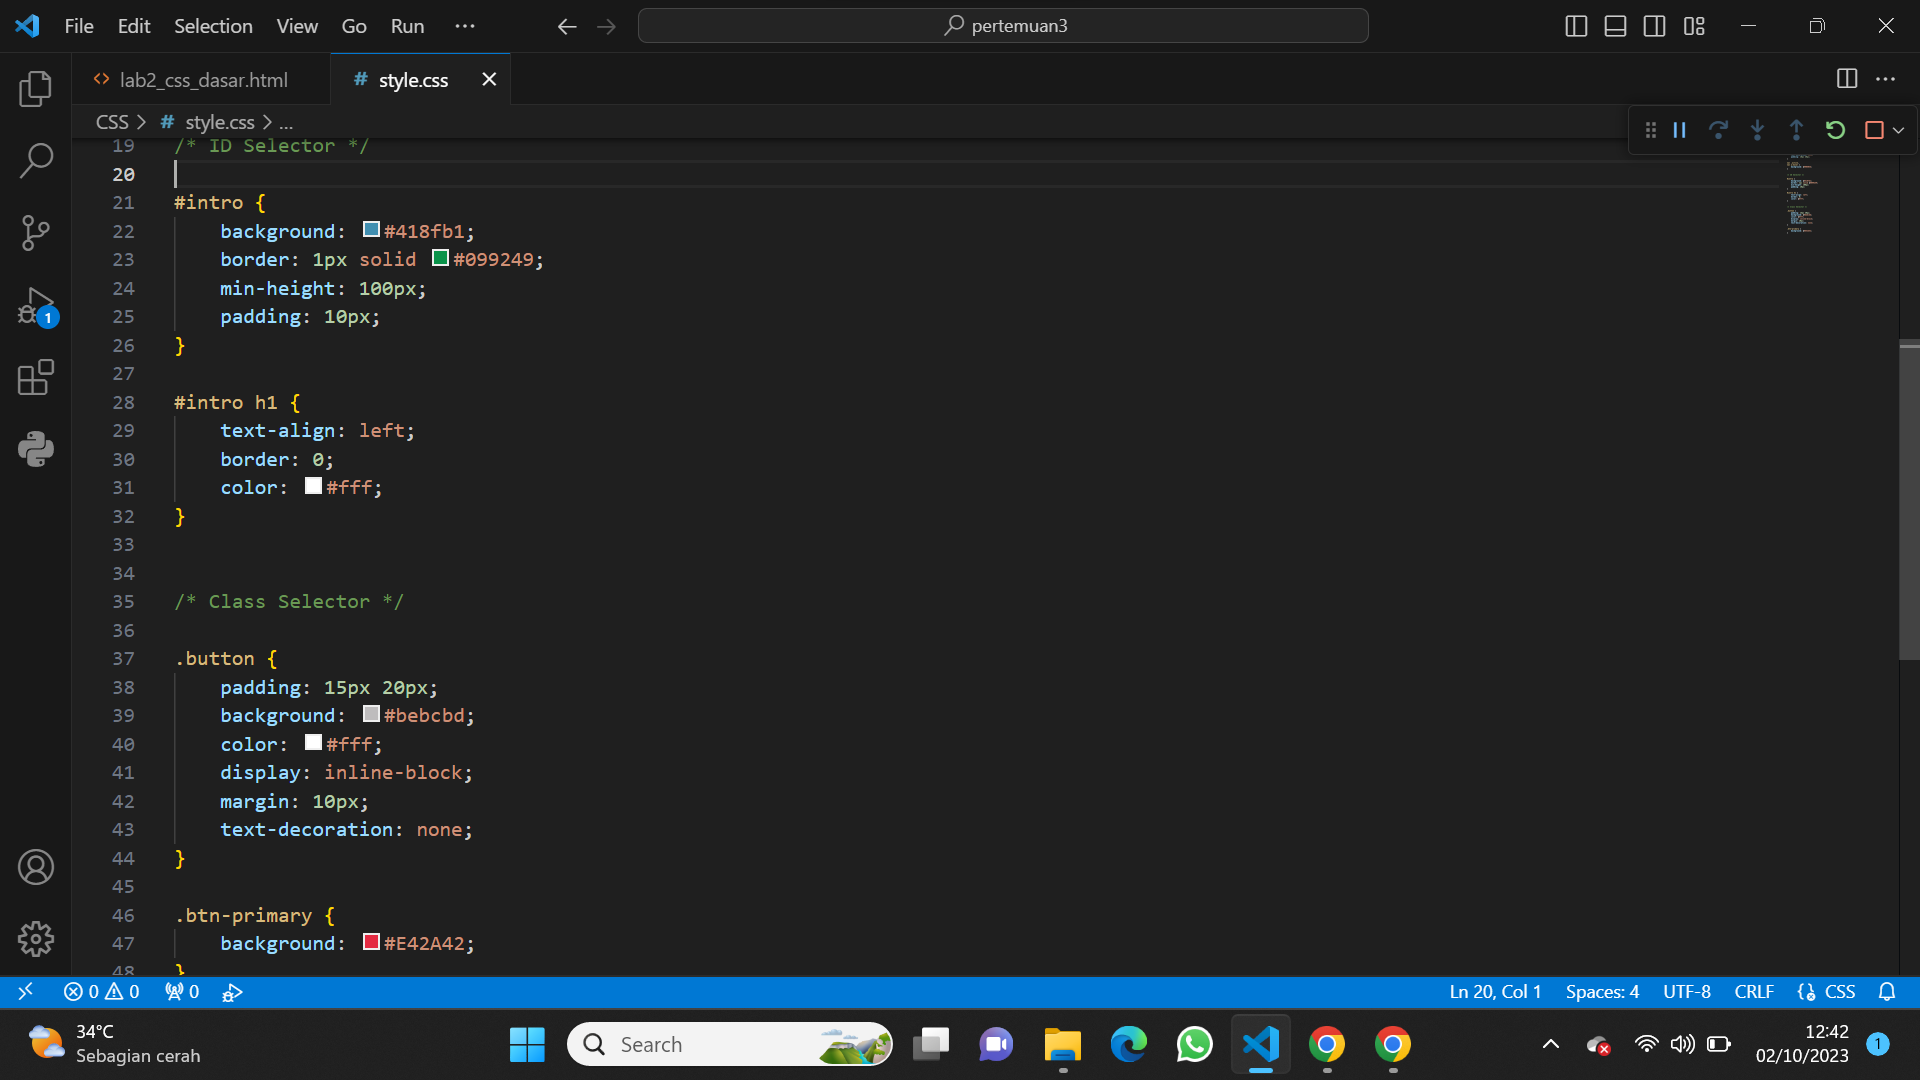 File Edit Selection View Go Run ··· pertemuan3
lab2_css_dasar.html # style.css
CSS > # style.css > ...
19 /* ID Selector */
20
21 #intro {
22 background: #418fb1;
23 border: 1px solid #099249;
24 min-height: 100px;
25 padding: 10px;
26 }
27
28 #intro h1 {
29 text-align: left;
30 border: 0;
31 color: #fff;
32 }
33
34
35 /* Class Selector */
36
37 .button {
38 padding: 15px 20px;
39 background: #bebcbd;
40 color: #fff;
41 display: inline-block;
42 margin: 10px;
43 text-decoration: none;
44 }
45
46 .btn-primary {
47 background: #E42A42;
48 }
1
0 0 0 Ln 20, Col 1 Spaces: 4 UTF-8 CRLF CSS
34°C
Sebagian cerah
Search
12:42
02/10/2023
1